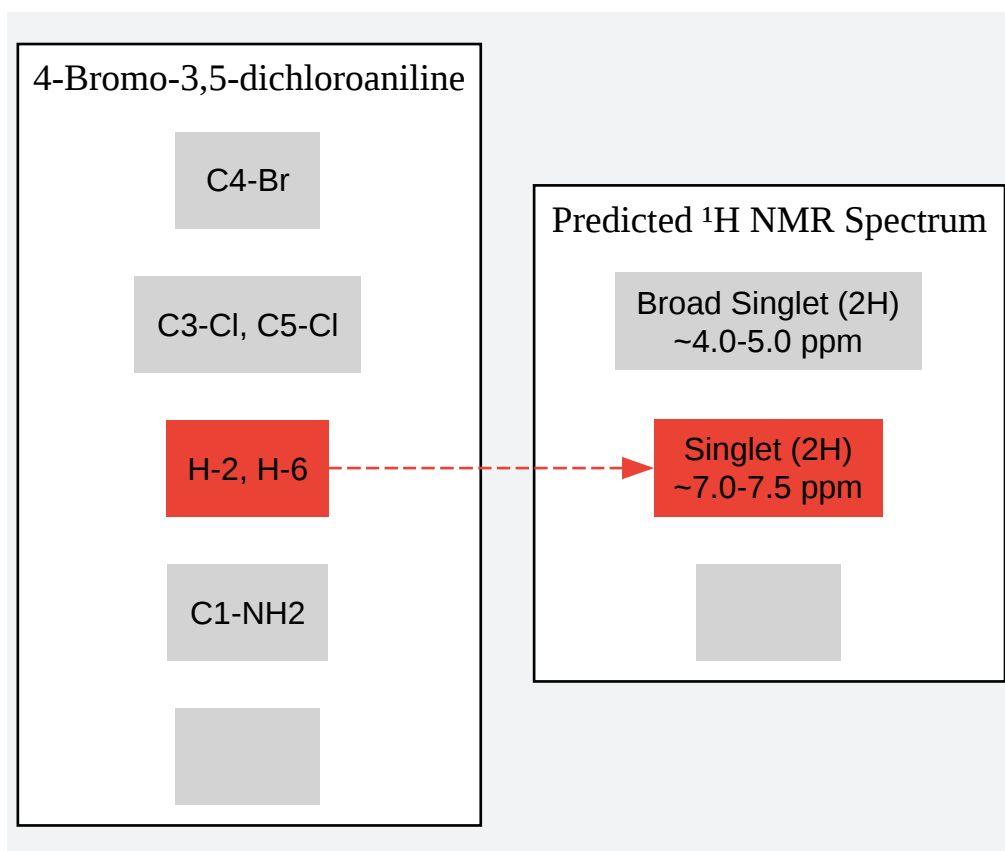 4-Bromo-3,5-dichloroaniline
C4-Br
C3-Cl, C5-Cl
H-2, H-6
C1-NH2
Predicted ¹H NMR Spectrum
Broad Singlet (2H)
~4.0-5.0 ppm
Singlet (2H)
~7.0-7.5 ppm